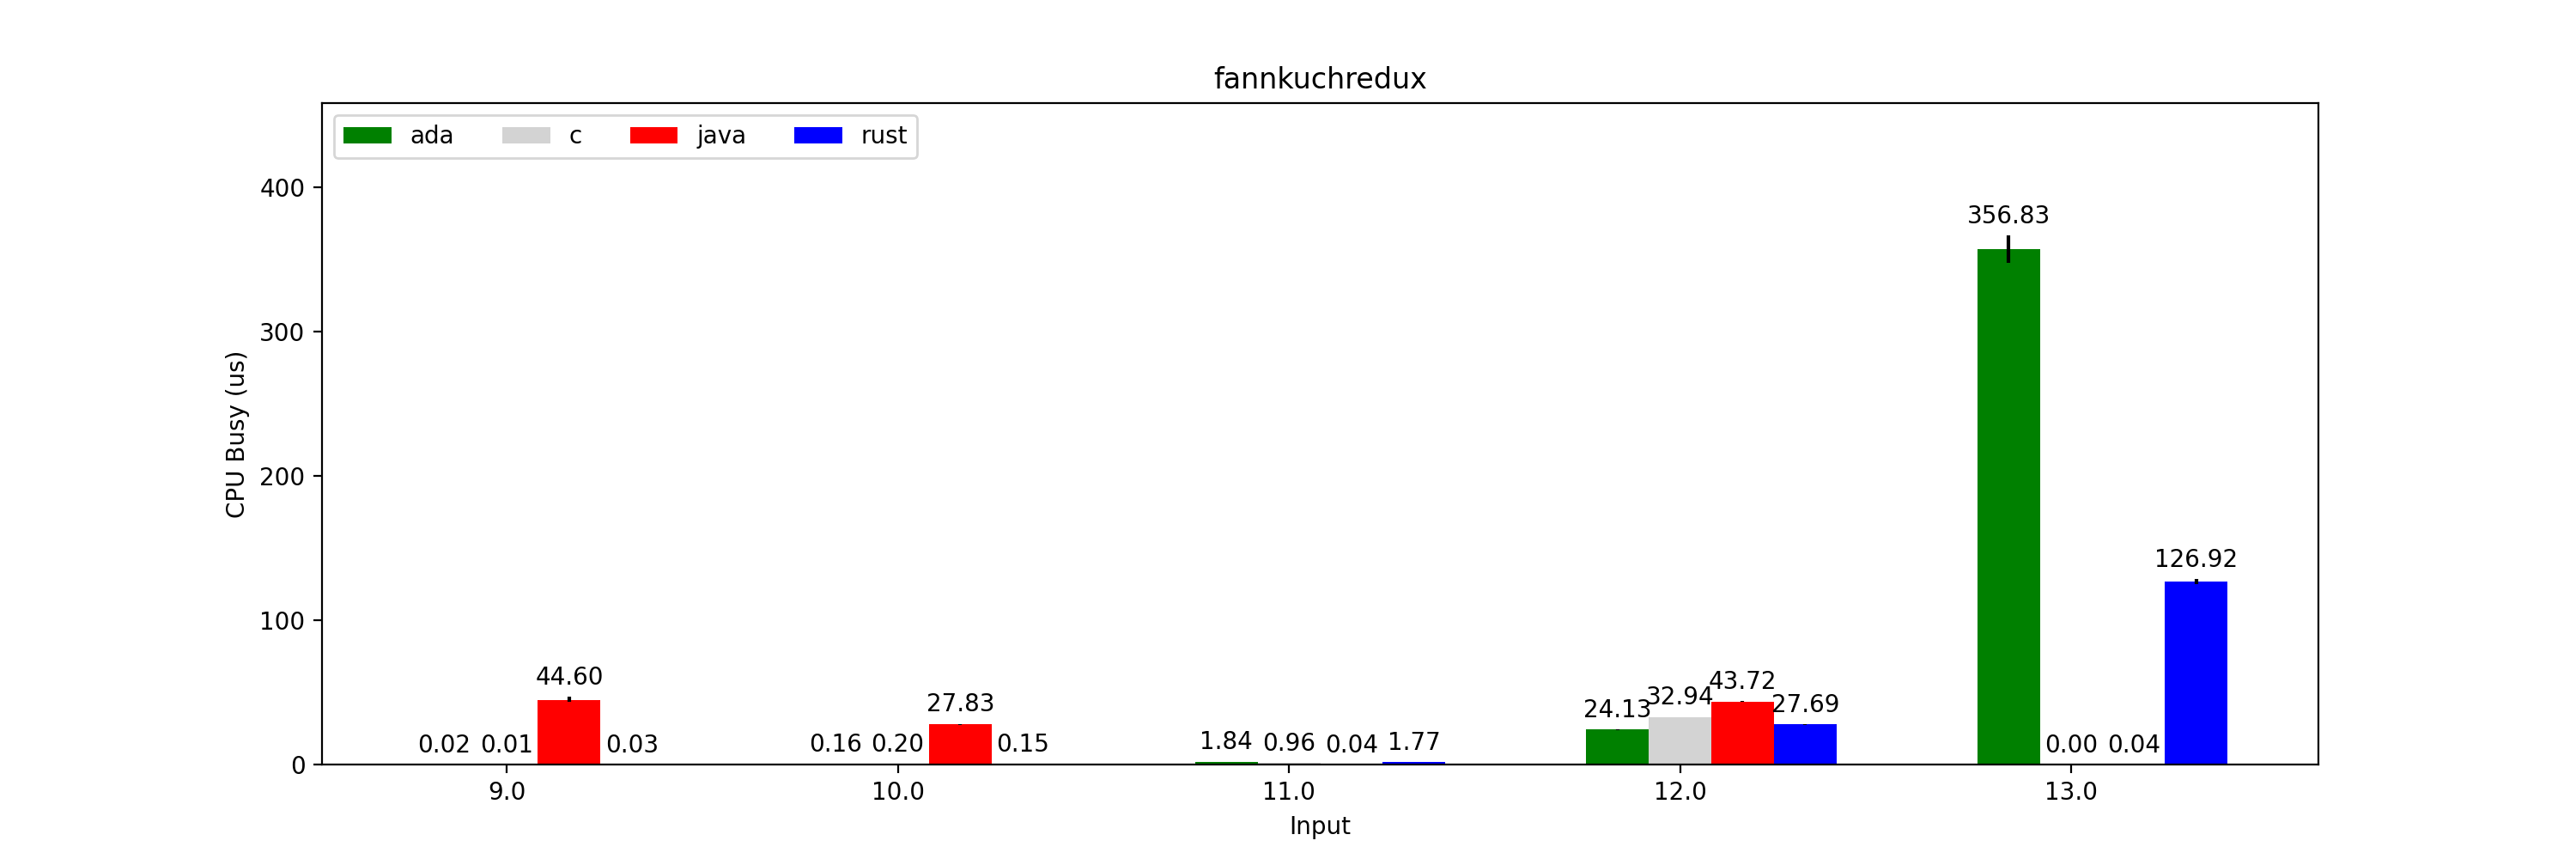 fannkuchredux
ada c java rust
CPU Busy (us)
400
300
200
100
0
0.02 0.01 44.60 0.03
0.16 0.20 27.83 0.15
1.84 0.96 0.04 1.77
24.13 32.94 43.72 27.69
356.83 0.00 0.04 126.92
9.0 10.0 11.0 12.0 13.0
Input